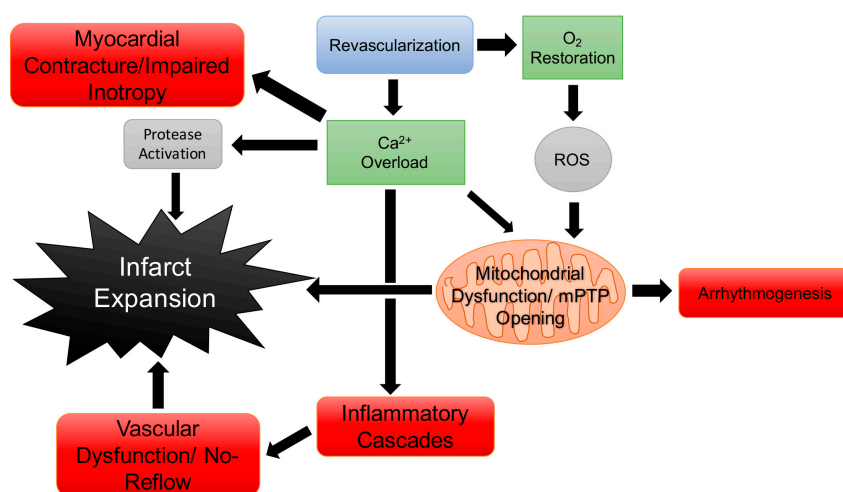 Myocardial
Contracture/Impaired
Inotropy
Revascularization
O₂
Restoration
Protease
Activation
Ca²⁺
Overload
ROS
Infarct
Expansion
Mitochondrial
Dysfunction/ mPTP
Opening
Arrhythmogenesis
Vascular
Dysfunction/ No-
Reflow
Inflammatory
Cascades